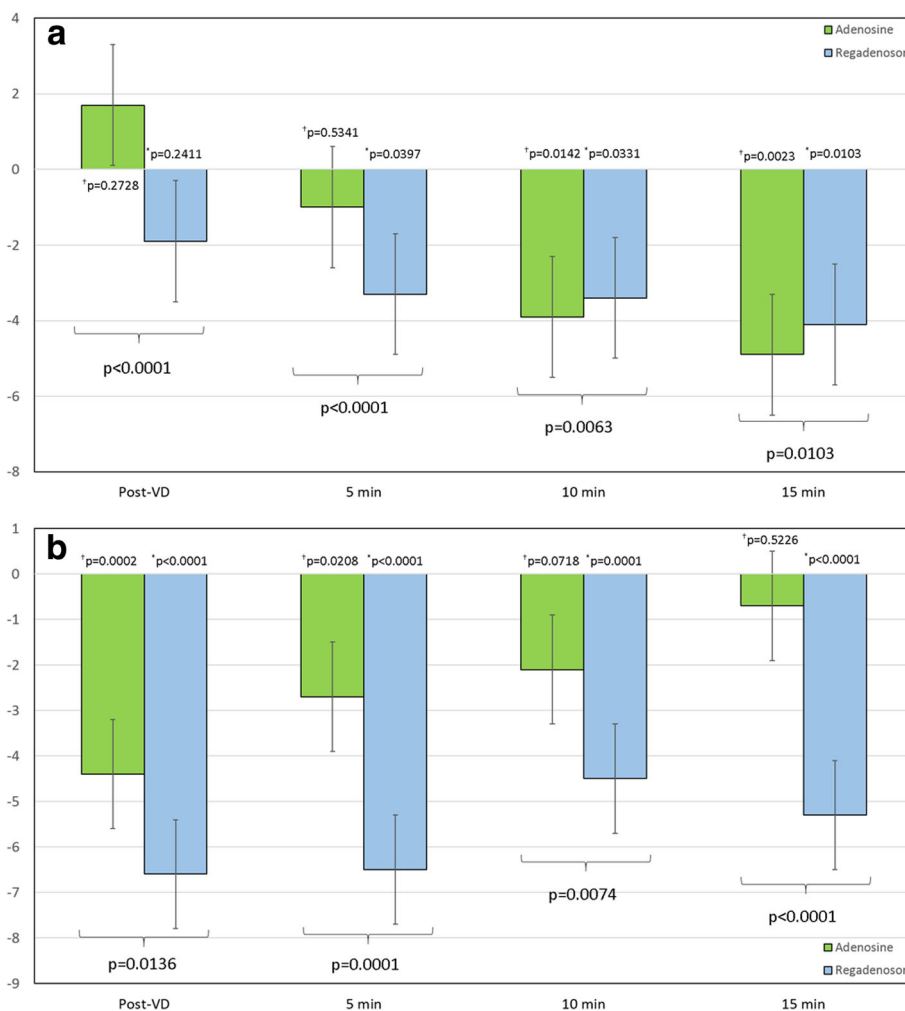 a
Adenosine
Regadenoson
4
2
0
-2
-4
-6
-8
†p=0.2728
*p=0.2411
†p=0.5341
*p=0.0397
†p=0.0142 *p=0.0331
†p=0.0023 *p=0.0103
p<0.0001
p<0.0001
p=0.0063
p=0.0103
Post-VD
5 min
10 min
15 min
b
1
0
-1
-2
-3
-4
-5
-6
-7
-8
-9
†p=0.0002 *p<0.0001
†p=0.0208 *p<0.0001
†p=0.0718 *p=0.0001
†p=0.5226
*p<0.0001
p=0.0136
p=0.0001
p=0.0074
p<0.0001
Adenosine
Regadenoson
Post-VD
5 min
10 min
15 min